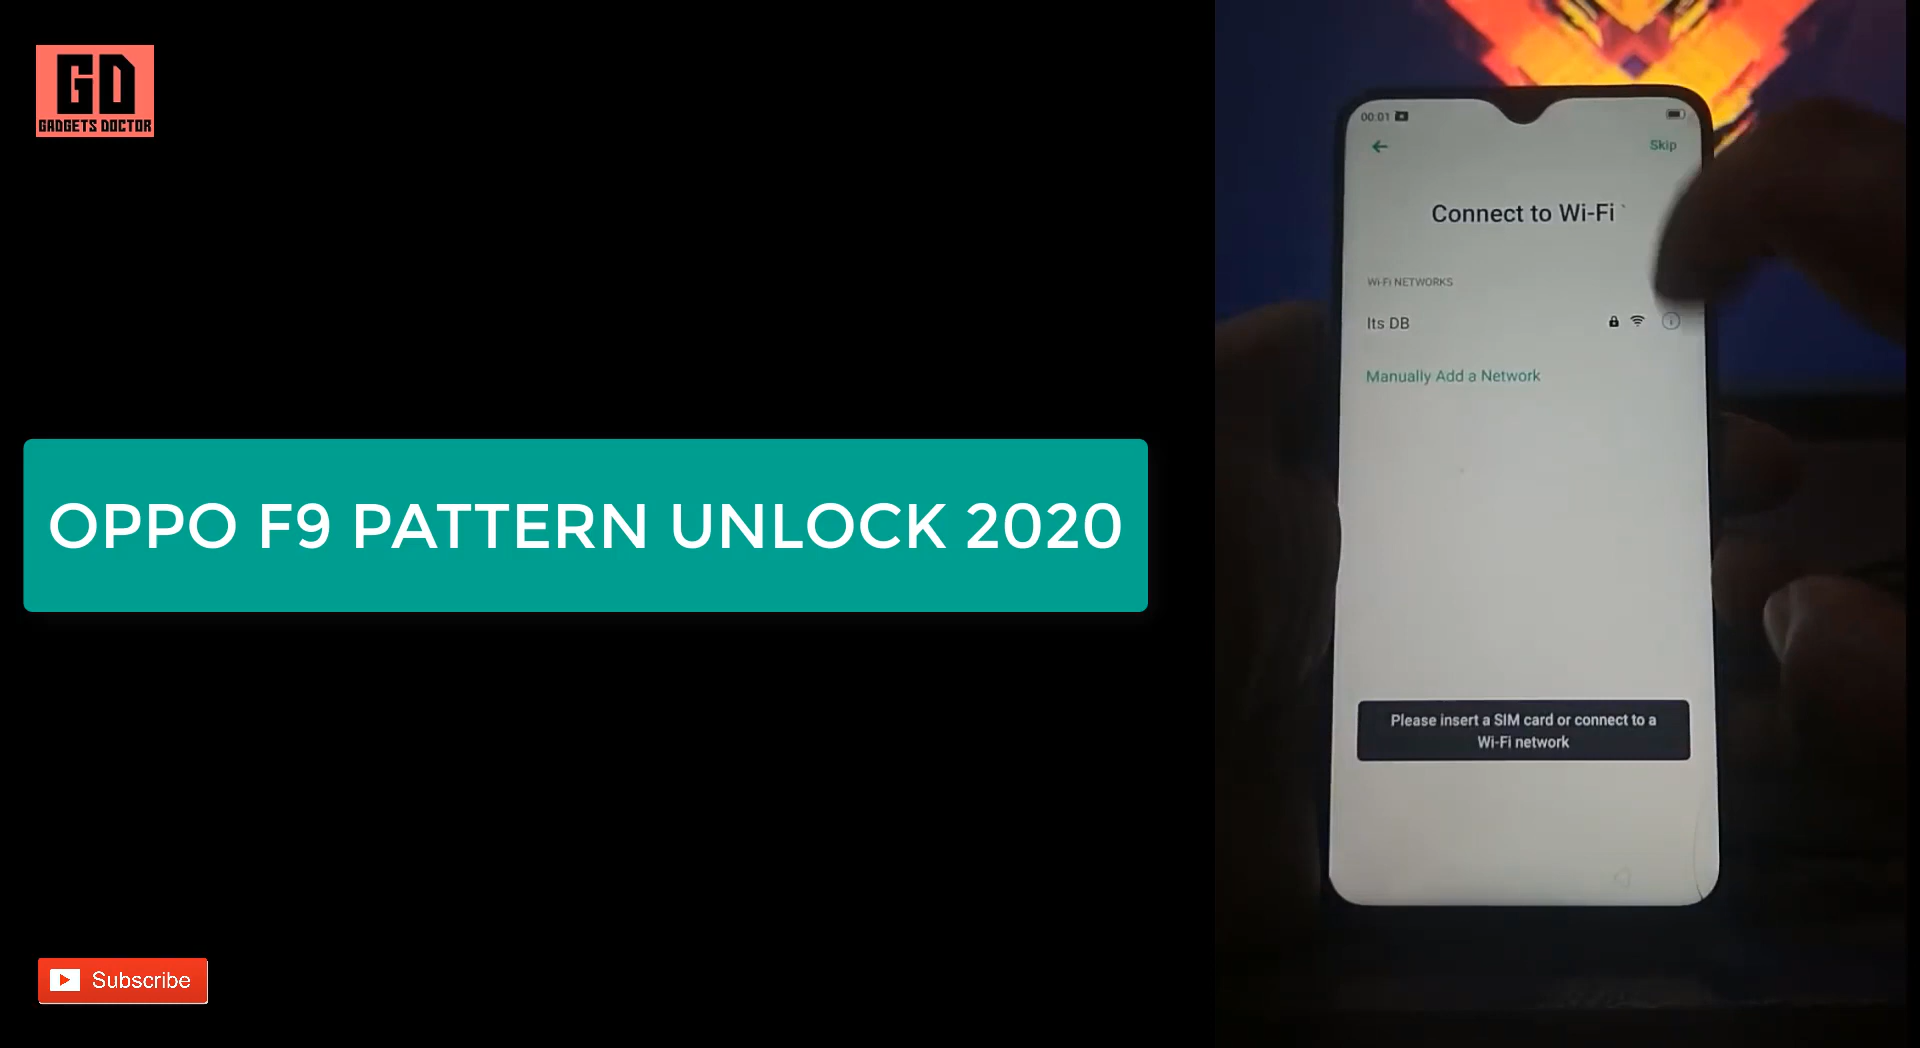 GD
GADGETS DOCTOR
OPPO F9 PATTERN UNLOCK 2020
Subscribe
00:01
Skip
Connect to Wi-Fi
WI-FI NETWORKS
Its DB
Manually Add a Network
Please insert a SIM card or connect to a
Wi-Fi network